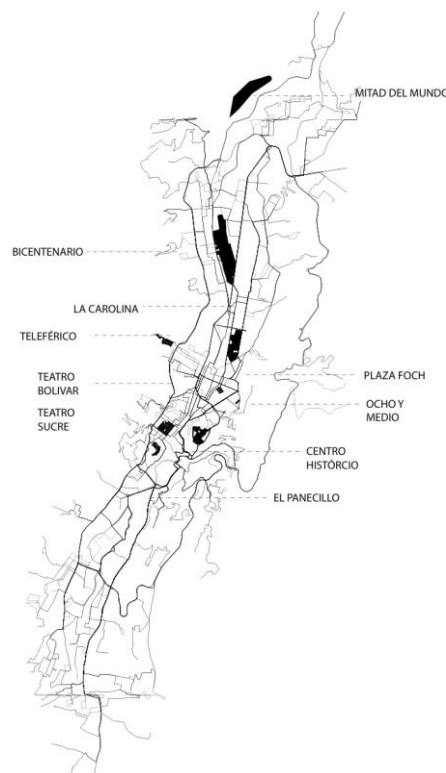 MITAD DEL MUNDO
BICENTENARIO
LA CAROLINA
TELEFÉRICO
PLAZA FOCH
TEATRO
BOLIVAR
OCHO Y
MEDIO
TEATRO
SUCRE
CENTRO
HISTÓRCIO
EL PANECILLO